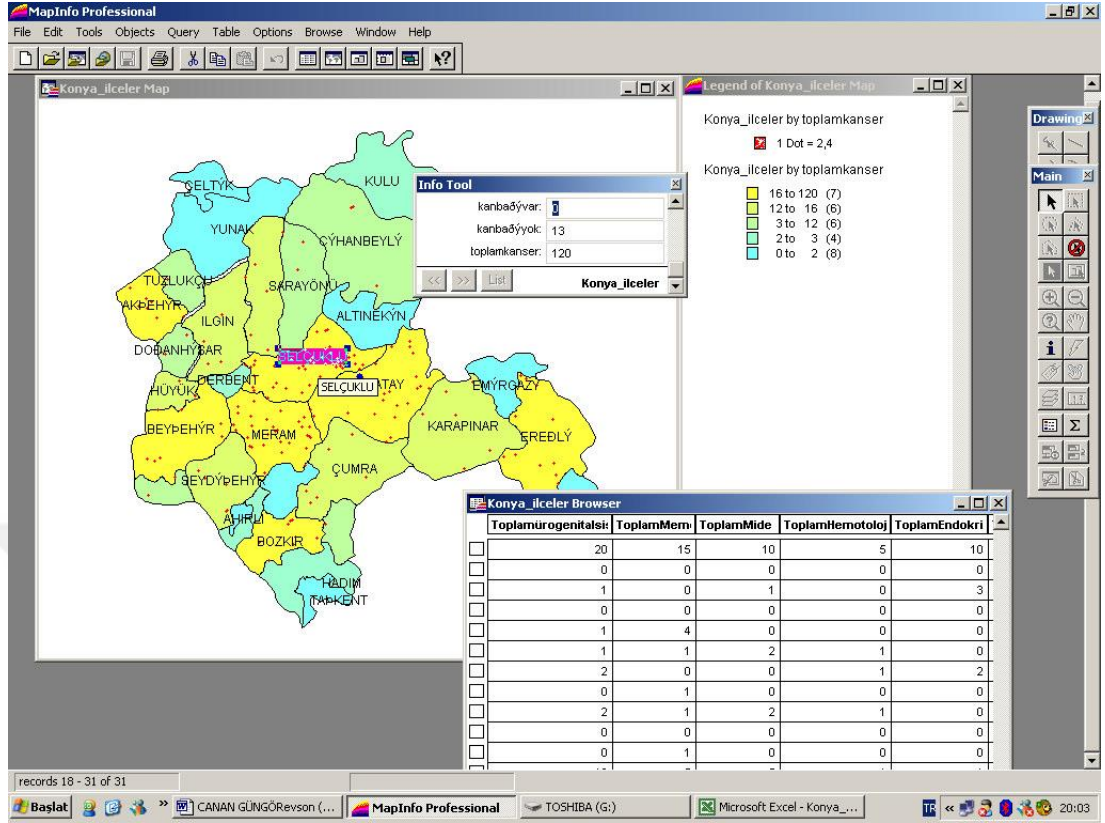 MapInfo Professional
File Edit Tools Objects Query Table Options Browse Window Help
Konya_ilceler Map
ÇELTÝK
KULU
YUNAK
CÝHANBEYLÝ
TUZLUKÇU
SARAYÖNÜ
AKÞEHÝR
ILGIN
ALTINEKÝN
DOÐANHÝSAR
SELÇUKLU
DERBENT
SELÇUKLU
ATAY
EMÝRGAZY
HÜYÜK
BEYÞEHÝR
MERAM
KARAPINAR
EREÐLÝ
SEYDÝÞEHÝR
ÇUMRA
AHIRLI
BOZKIR
HADIM
TAÞKENT
Info Tool
kanbaðývar: 0
kanbaðýyok: 13
toplamkanser: 120
<< >> List Konya_ilceler
Legend of Konya_ilceler Map
Konya_ilceler by toplamkanser
1 Dot = 2,4
Konya_ilceler by toplamkanser
16 to 120 (7)
12 to 16 (6)
3 to 12 (6)
2 to 3 (4)
0 to 2 (8)
Drawing
Main
Konya_ilceler Browser
Toplamürogenitalsi: ToplamMem ToplamMide ToplamHemotoloj ToplamEndokri
20 15 10 5 10
0 0 0 0 0
1 0 1 0 3
0 0 0 0 0
1 4 0 0 0
1 1 2 1 0
2 0 0 1 2
0 1 0 0 0
2 1 2 1 0
0 0 0 0 0
0 1 0 0 0
records 18 - 31 of 31
Başlat » CANAN GÜNGÖRevson (... MapInfo Professional TOSHIBA (G:) Microsoft Excel - Konya_... TR « 20:03